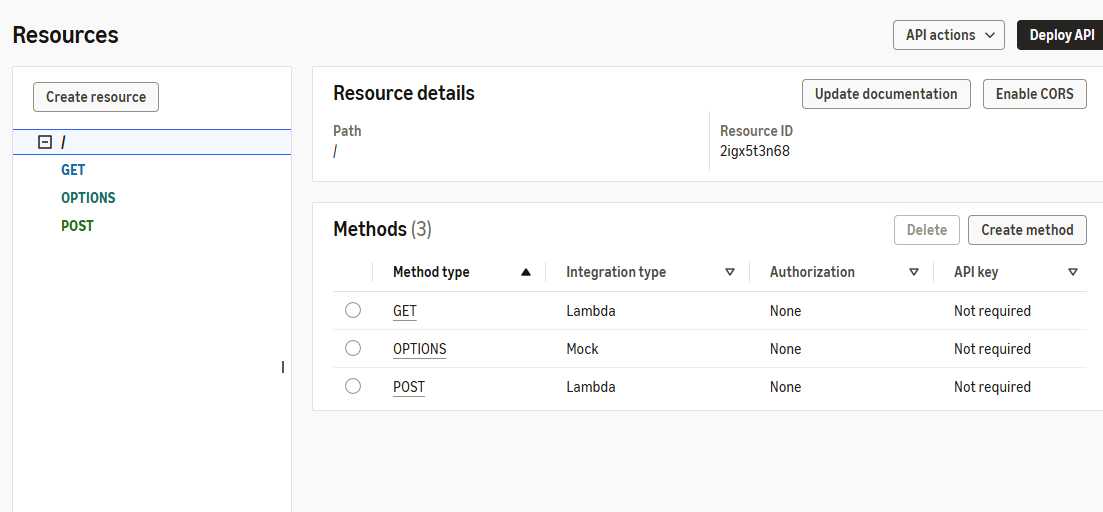 Resources
API actions
Deploy API
Create resource
/
GET
OPTIONS
POST
Resource details
Update documentation
Enable CORS
Path
/
Resource ID
2igx5t3n68
Methods (3)
Delete
Create method
Method type Integration type Authorization API key
GET Lambda None Not required
OPTIONS Mock None Not required
POST Lambda None Not required